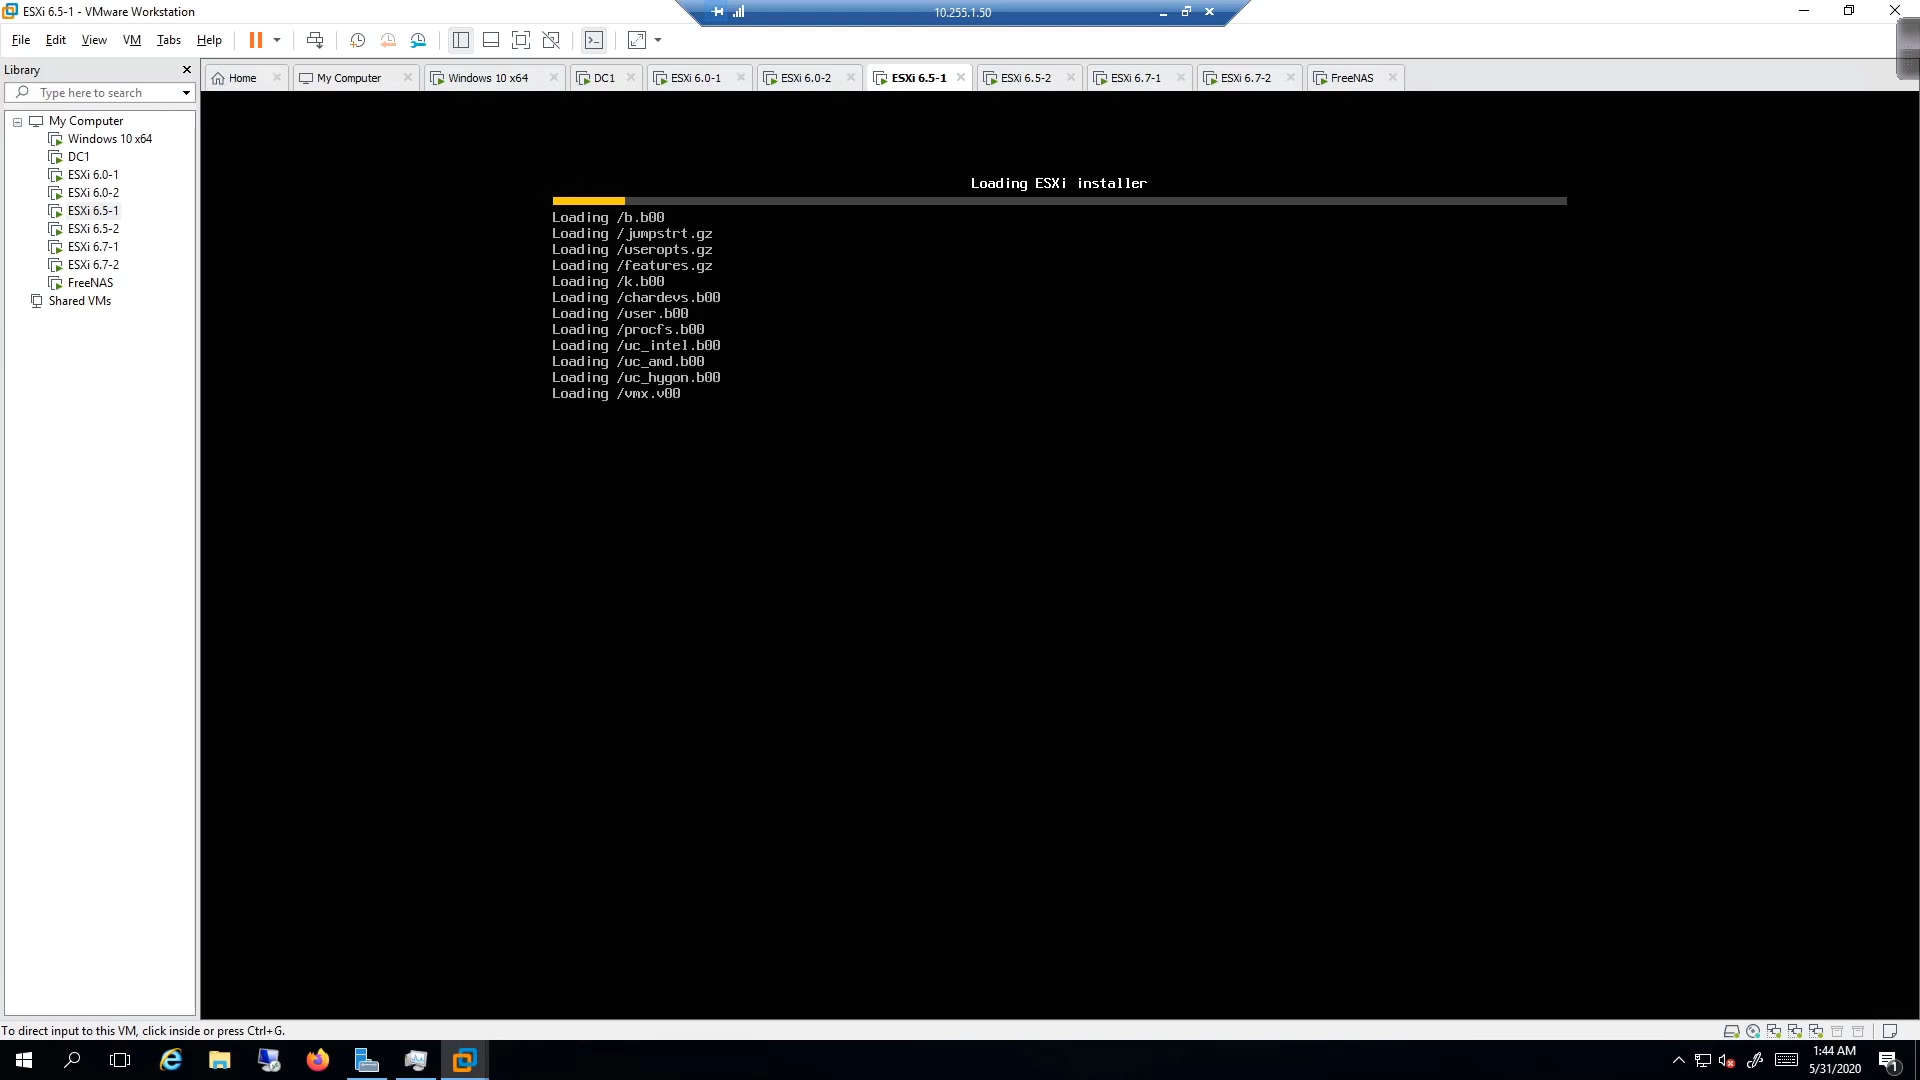 ESXi 6.5-1 - VMware Workstation
10.255.1.50
File Edit View VM Tabs Help
Library
Type here to search
My Computer
Windows 10 x64
DC1
ESXi 6.0-1
ESXi 6.0-2
ESXi 6.5-1
ESXi 6.5-2
ESXi 6.7-1
ESXi 6.7-2
FreeNAS
Shared VMs
Home My Computer Windows 10 x64 DC1 ESXi 6.0-1 ESXi 6.0-2 ESXi 6.5-1 ESXi 6.5-2 ESXi 6.7-1 ESXi 6.7-2 FreeNAS
Loading ESXi installer
Loading /b.b00
Loading /jumpstrt.gz
Loading /useropts.gz
Loading /features.gz
Loading /k.b00
Loading /chardevs.b00
Loading /user.b00
Loading /procfs.b00
Loading /uc_intel.b00
Loading /uc_amd.b00
Loading /uc_hygon.b00
Loading /vmx.v00
To direct input to this VM, click inside or press Ctrl+G.
1:44 AM
5/31/2020
1